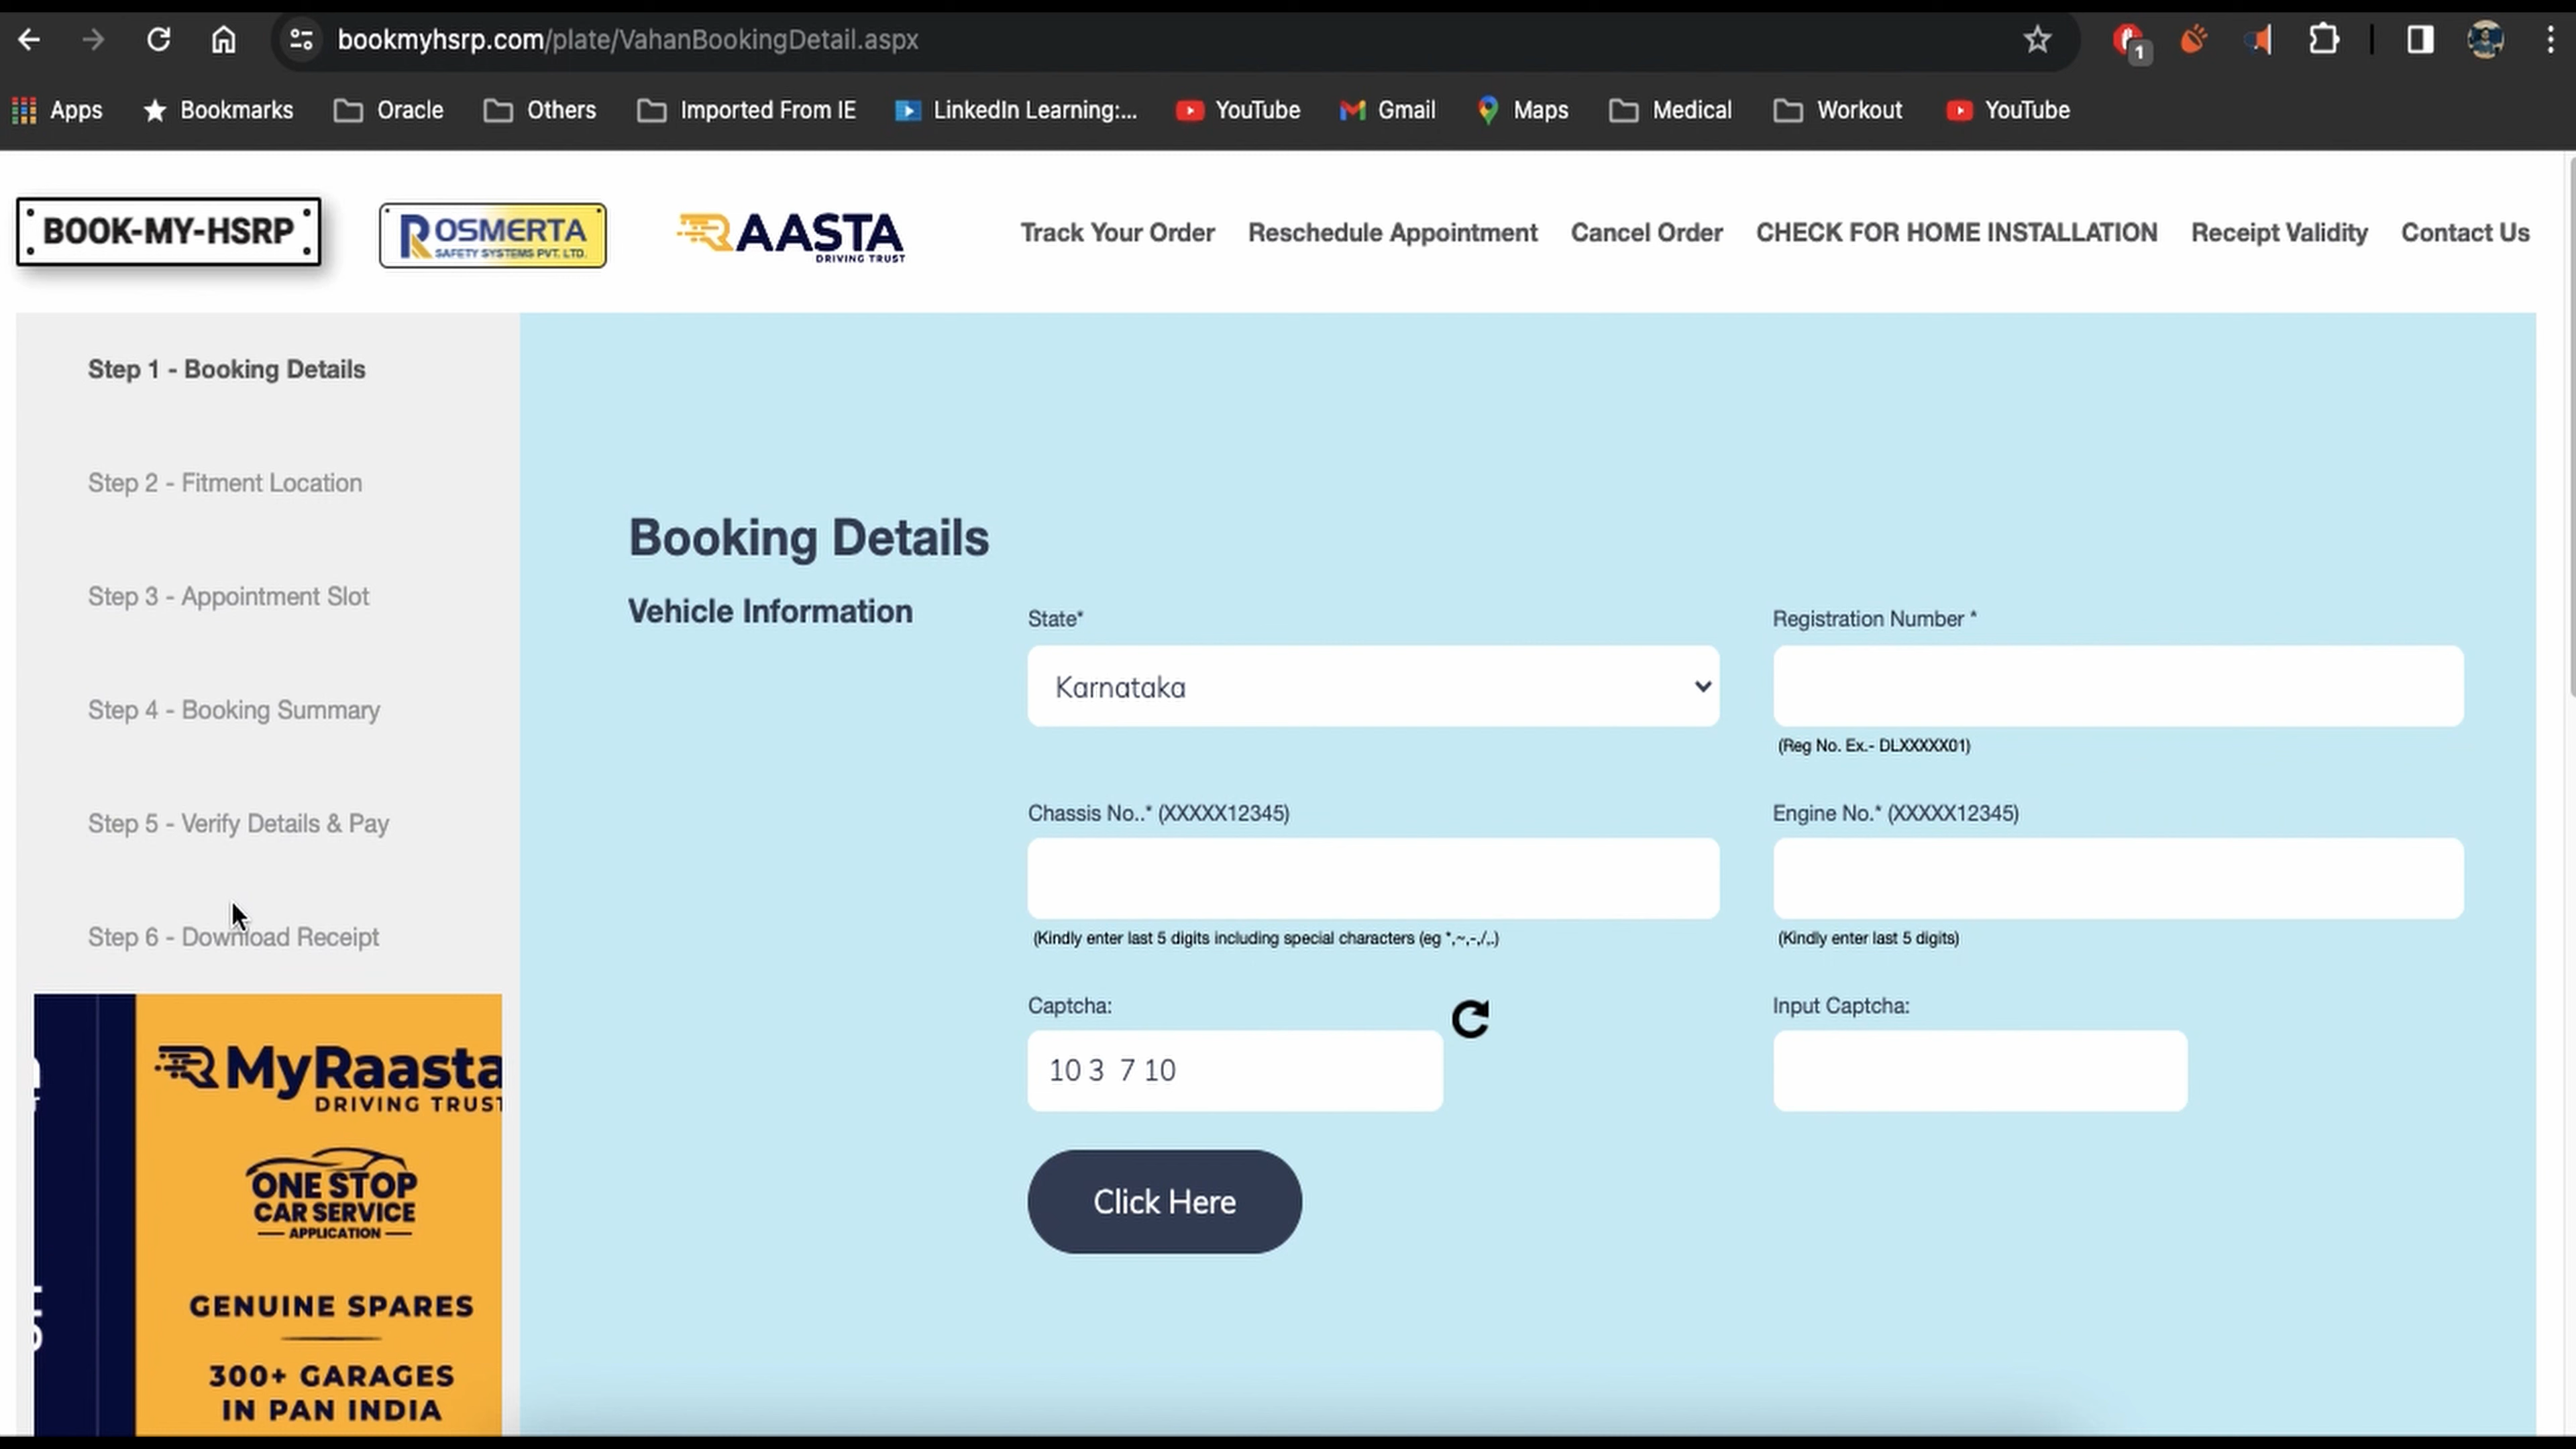 bookmyhsrp.com/plate/VahanBookingDetail.aspx
1
Apps Bookmarks Oracle Others Imported From IE LinkedIn Learning:... YouTube Gmail Maps Medical Workout YouTube
BOOK-MY-HSRP
ROSMERTA
SAFETY SYSTEMS PVT. LTD.
RAASTA
DRIVING TRUST
Track Your Order Reschedule Appointment Cancel Order CHECK FOR HOME INSTALLATION Receipt Validity Contact Us
Step 1 - Booking Details
Step 2 - Fitment Location
Step 3 - Appointment Slot
Step 4 - Booking Summary
Step 5 - Verify Details & Pay
Step 6 - Download Receipt
MyRaasta
DRIVING TRUST
ONE STOP
CAR SERVICE
APPLICATION
GENUINE SPARES
300+ GARAGES
IN PAN INDIA
Booking Details
Vehicle Information
State*
Karnataka
Registration Number *
(Reg No. Ex.- DLXXXXX01)
Chassis No..* (XXXXX12345)
(Kindly enter last 5 digits including special characters (eg *,~,-,/,.)
Engine No.* (XXXXX12345)
(Kindly enter last 5 digits)
Captcha:
10 3  7 10
Input Captcha:
Click Here